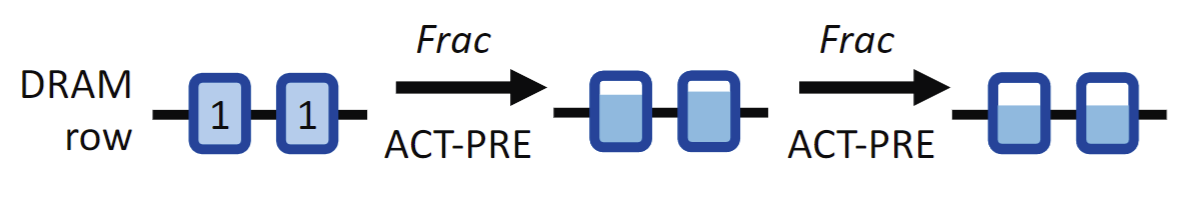 Frac
Frac
DRAM
row
1
1
ACT-PRE
ACT-PRE